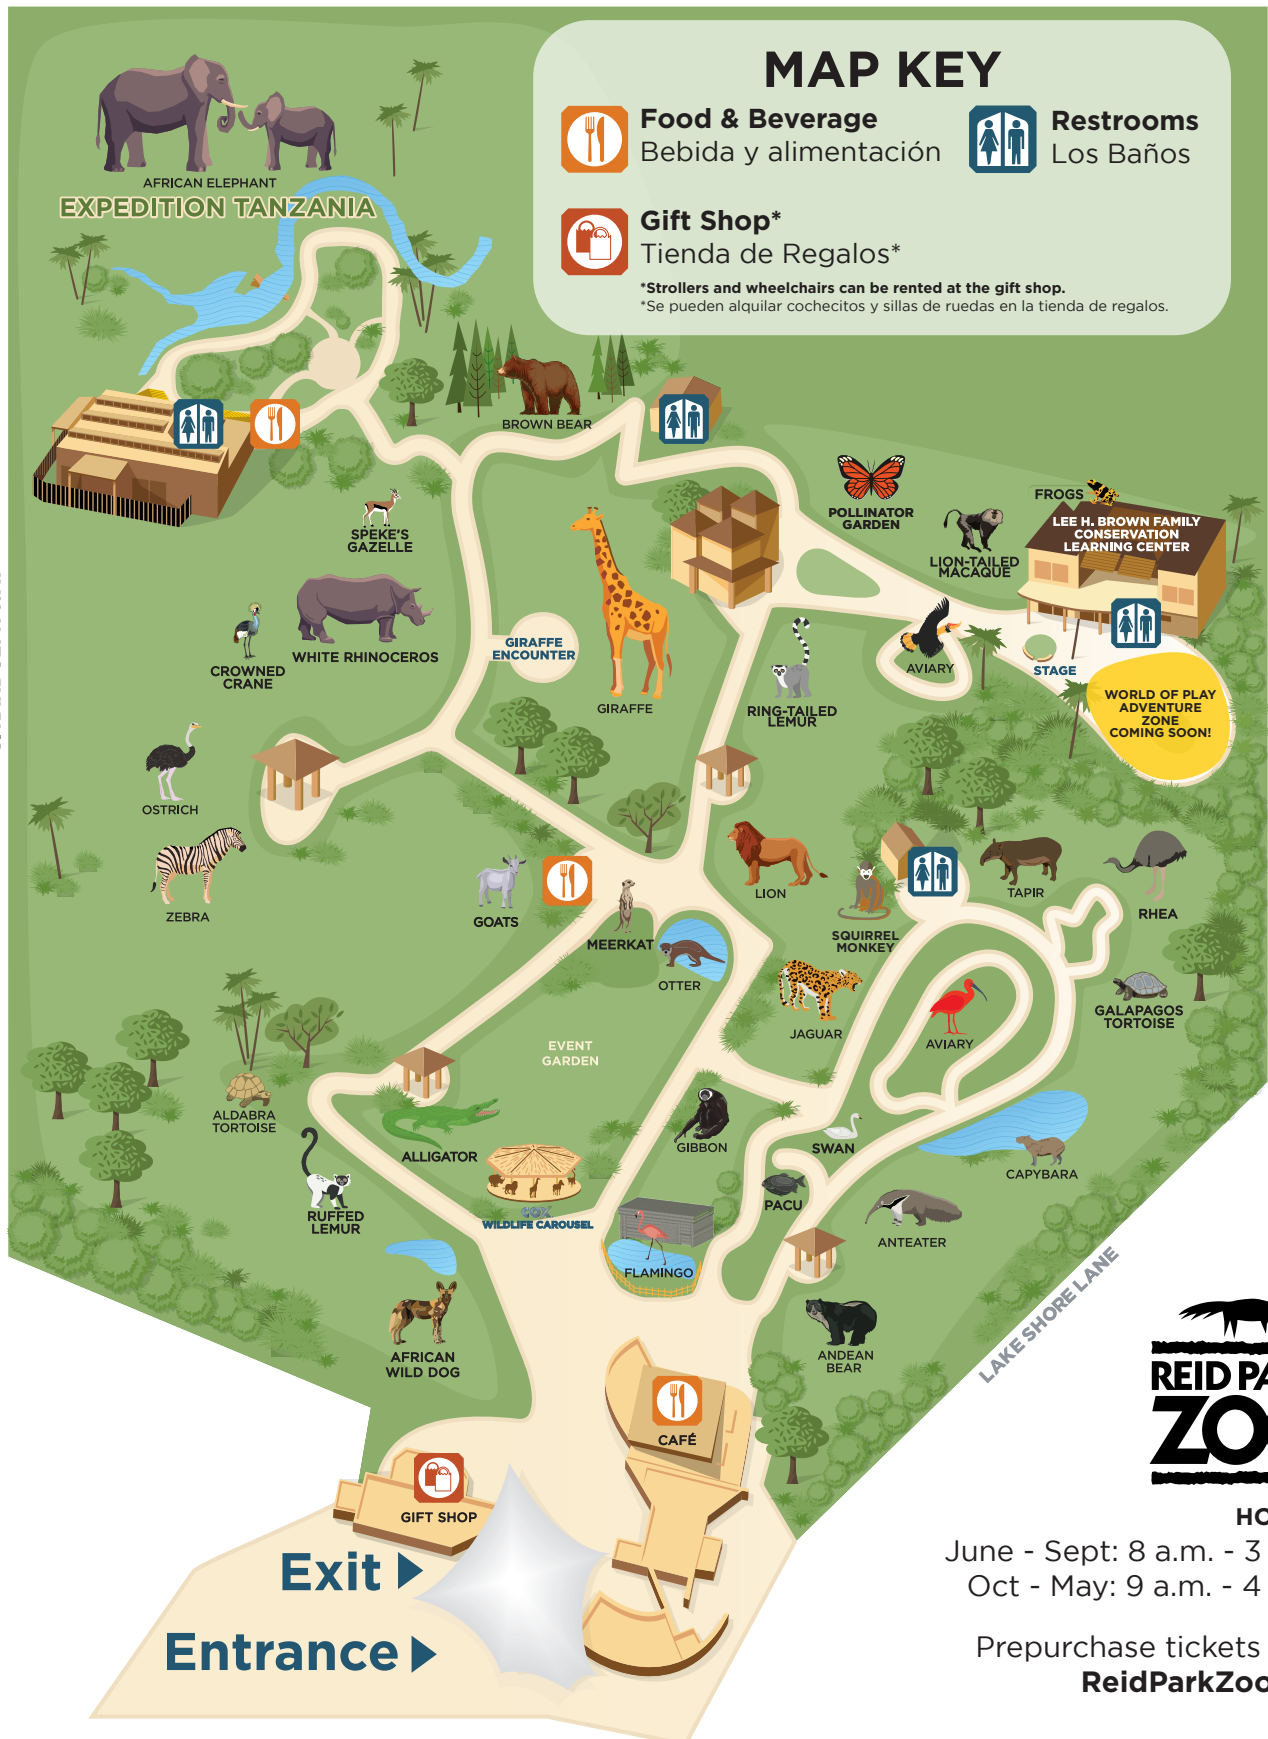 MAP KEY
Food & Beverage
Bebida y alimentación
Restrooms
Los Baños
Gift Shop*
Tienda de Regalos*
*Strollers and wheelchairs can be rented at the gift shop.
*Se pueden alquilar cochecitos y sillas de ruedas en la tienda de regalos.
AFRICAN ELEPHANT
EXPEDITION TANZANIA
BROWN BEAR
POLLINATOR
GARDEN
FROGS
LEE H. BROWN FAMILY
CONSERVATION
LEARNING CENTER
LION-TAILED
MACAQUE
SPEKE'S
GAZELLE
WHITE RHINOCEROS
CROWNED
CRANE
GIRAFFE
ENCOUNTER
GIRAFFE
RING-TAILED
LEMUR
AVIARY
STAGE
WORLD OF PLAY
ADVENTURE
ZONE
COMING SOON!
OSTRICH
ZEBRA
GOATS
MEERKAT
OTTER
LION
SQUIRREL
MONKEY
TAPIR
RHEA
JAGUAR
AVIARY
GALAPAGOS
TORTOISE
EVENT
GARDEN
ALDABRA
TORTOISE
ALLIGATOR
GIBBON
SWAN
CAPYBARA
RUFFED
LEMUR
COX
WILDLIFE CAROUSEL
PACU
ANTEATER
FLAMINGO
AFRICAN
WILD DOG
ANDEAN
BEAR
LAKE SHORE LANE
CAFÉ
GIFT SHOP
Exit
Entrance
REID PA
ZO
HO
June - Sept: 8 a.m. - 3
Oct - May: 9 a.m. - 4
Prepurchase tickets
ReidParkZoo